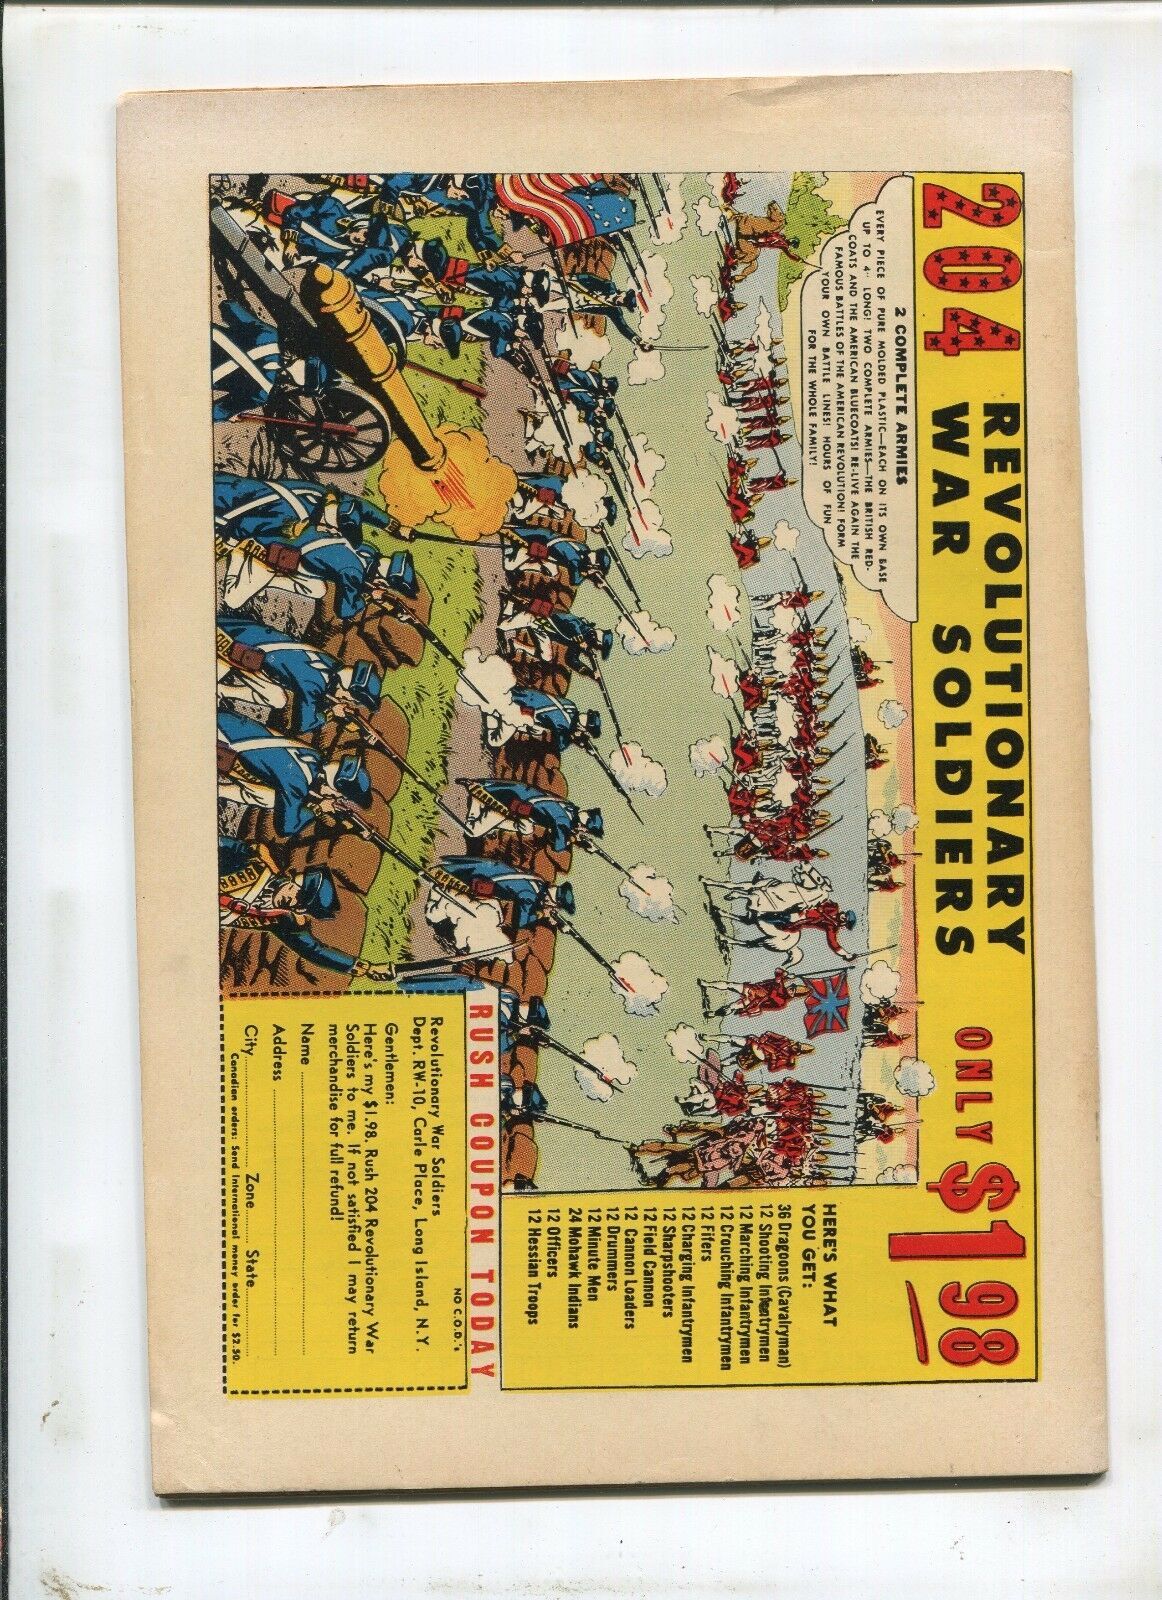 204 REVOLUTIONARY
WAR SOLDIERS
ONLY $1 98
2 COMPLETE ARMIES
EVERY PIECE OF PURE MOLDED PLASTIC—EACH ON ITS OWN BASE
UP TO 4" LONG! TWO COMPLETE ARMIES—THE BRITISH RED-
COATS AND THE AMERICAN BLUECOATS! RE-LIVE AGAIN THE
FAMOUS BATTLES OF THE AMERICAN REVOLUTION! FORM
YOUR OWN BATTLE LINES! HOURS OF FUN
FOR THE WHOLE FAMILY!
HERE'S WHAT
YOU GET:
36 Dragoons (Cavalryman)
12 Shooting Infantrymen
12 Marching Infantrymen
12 Crouching Infantrymen
12 Fifers
12 Charging Infantrymen
12 Sharpshooters
12 Field Cannon
12 Cannon Loaders
12 Drummers
12 Minute Men
24 Mohawk Indians
12 Officers
12 Hessian Troops
RUSH COUPON TODAY
NO C.O.D.'s
Revolutionary War Soldiers
Dept. RW-10, Carle Place, Long Island, N.Y.
Gentlemen:
Here's my $1.98. Rush 204 Revolutionary War
Soldiers to me. If not satisfied I may return
merchandise for full refund!
Name
Address
City Zone State
Canadian orders: Send International money order for $2.50.